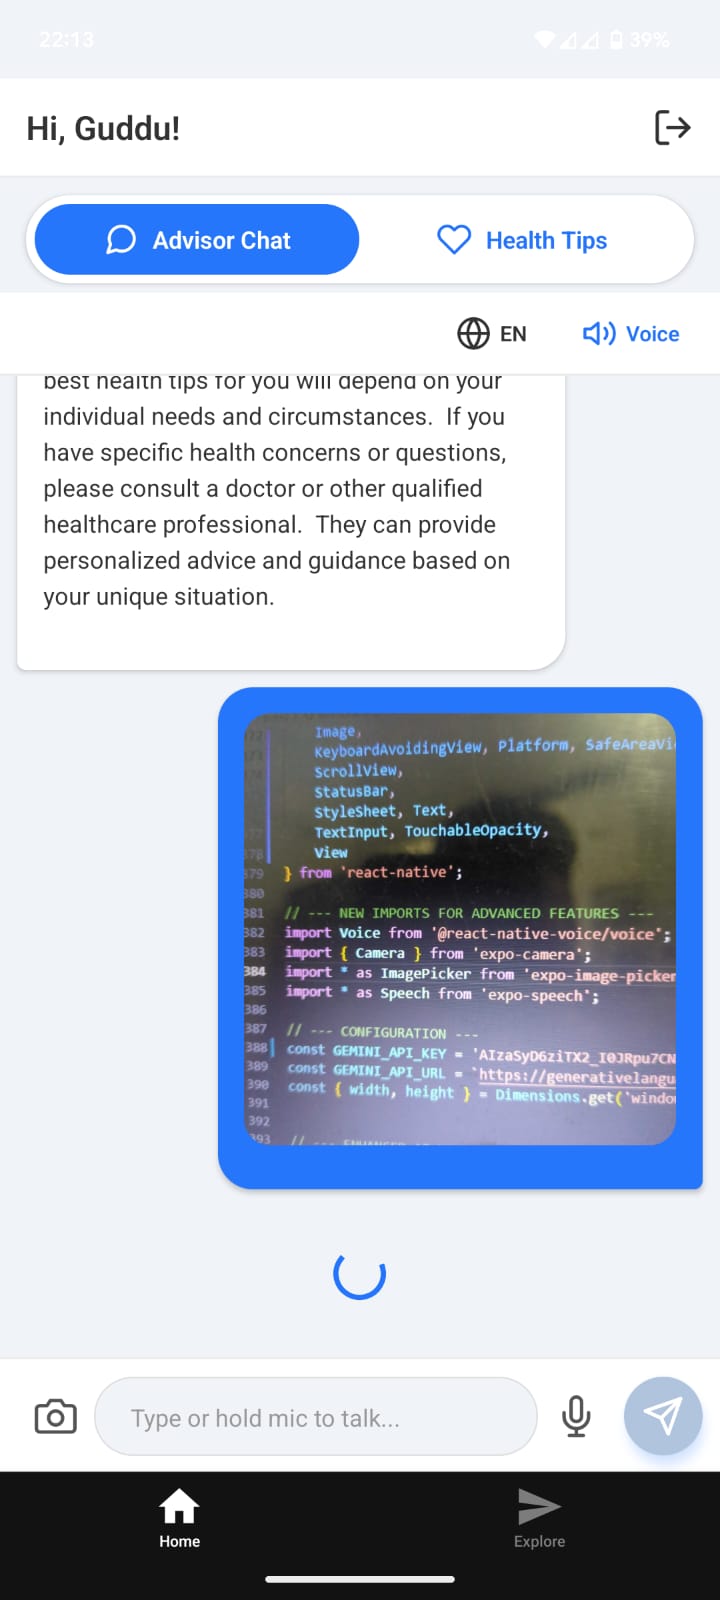 22:13
39%
Hi, Guddu!
Advisor Chat
Health Tips
EN
Voice
best health tips for you will depend on your
individual needs and circumstances.  If you
have specific health concerns or questions,
please consult a doctor or other qualified
healthcare professional.  They can provide
personalized advice and guidance based on
your unique situation.
Image,
KeyboardAvoidingView, Platform, SafeAreaVi
ScrollView,
StatusBar,
StyleSheet, Text,
TextInput, TouchableOpacity,
378 View
379 } from 'react-native';
380
381 // --- NEW IMPORTS FOR ADVANCED FEATURES ---
382 import Voice from '@react-native-voice/voice';
383 import { Camera } from 'expo-camera';
384 import * as ImagePicker from 'expo-image-picker
385 import * as Speech from 'expo-speech';
386
387 // --- CONFIGURATION ---
388 const GEMINI_API_KEY = 'AIzaSyD6ziTX2_I0JRpu7CN
389 const GEMINI_API_URL = `https://generativelangu
390 const { width, height } = Dimensions.get('windo
391
392
393 // ---
Type or hold mic to talk...
Home
Explore